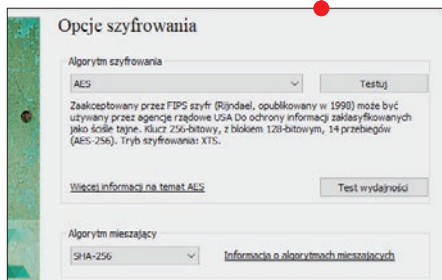 Opcje szyfrowania
Algorytm szyfrowania
AES
Testuj
Zaakceptowany przez FIPS szyfr (Rijndael, opublikowany w 1998) może być
używany przez agencje rządowe USA Do ochrony informacji zaklasyfikowanych
jako ściśle tajne. Klucz 256-bitowy, z blokiem 128-bitowym, 14 przebiegów
(AES-256). Tryb szyfrowania: XTS.
Więcej informacji na temat AES
Test wydajności
Algorytm mieszający
SHA-256
Informacja o algorytmach mieszających